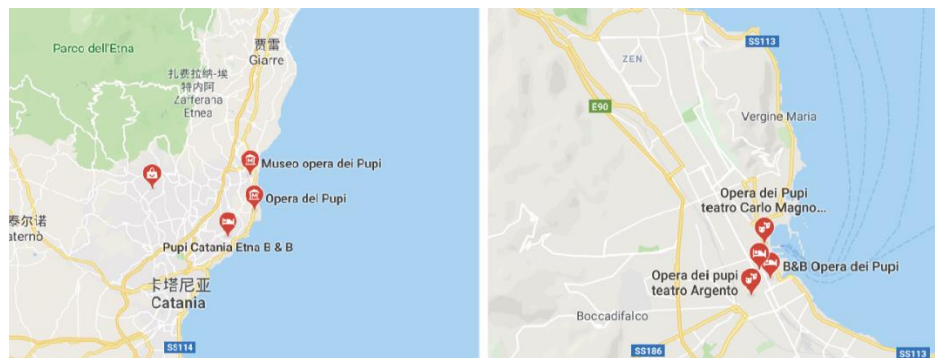 Parco dell'Etna
贾雷
Giarre
扎费拉纳-埃
特内阿
Zafferana
Etnea
Museo opera dei Pupi
Opera dei Pupi
泰尔诺
aternò
Pupi Catania Etna B & B
卡塔尼亚
Catania
SS114
SS113
ZEN
E90
Vergine Maria
Opera dei Pupi
teatro Carlo Magno...
B&B Opera dei Pupi
Opera dei pupi
teatro Argento
Boccadifalco
SS186
SS113